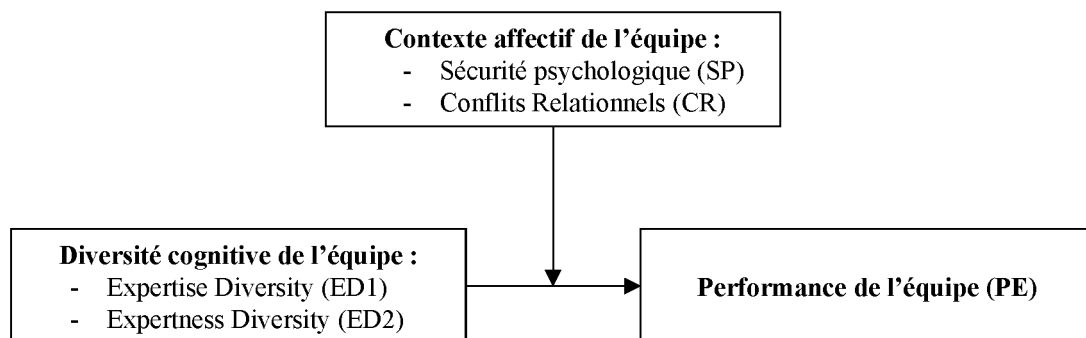 Contexte affectif de l’équipe :
- Sécurité psychologique (SP)
- Conflits Relationnels (CR)
Diversité cognitive de l’équipe :
- Expertise Diversity (ED1)
- Expertness Diversity (ED2)
Performance de l’équipe (PE)